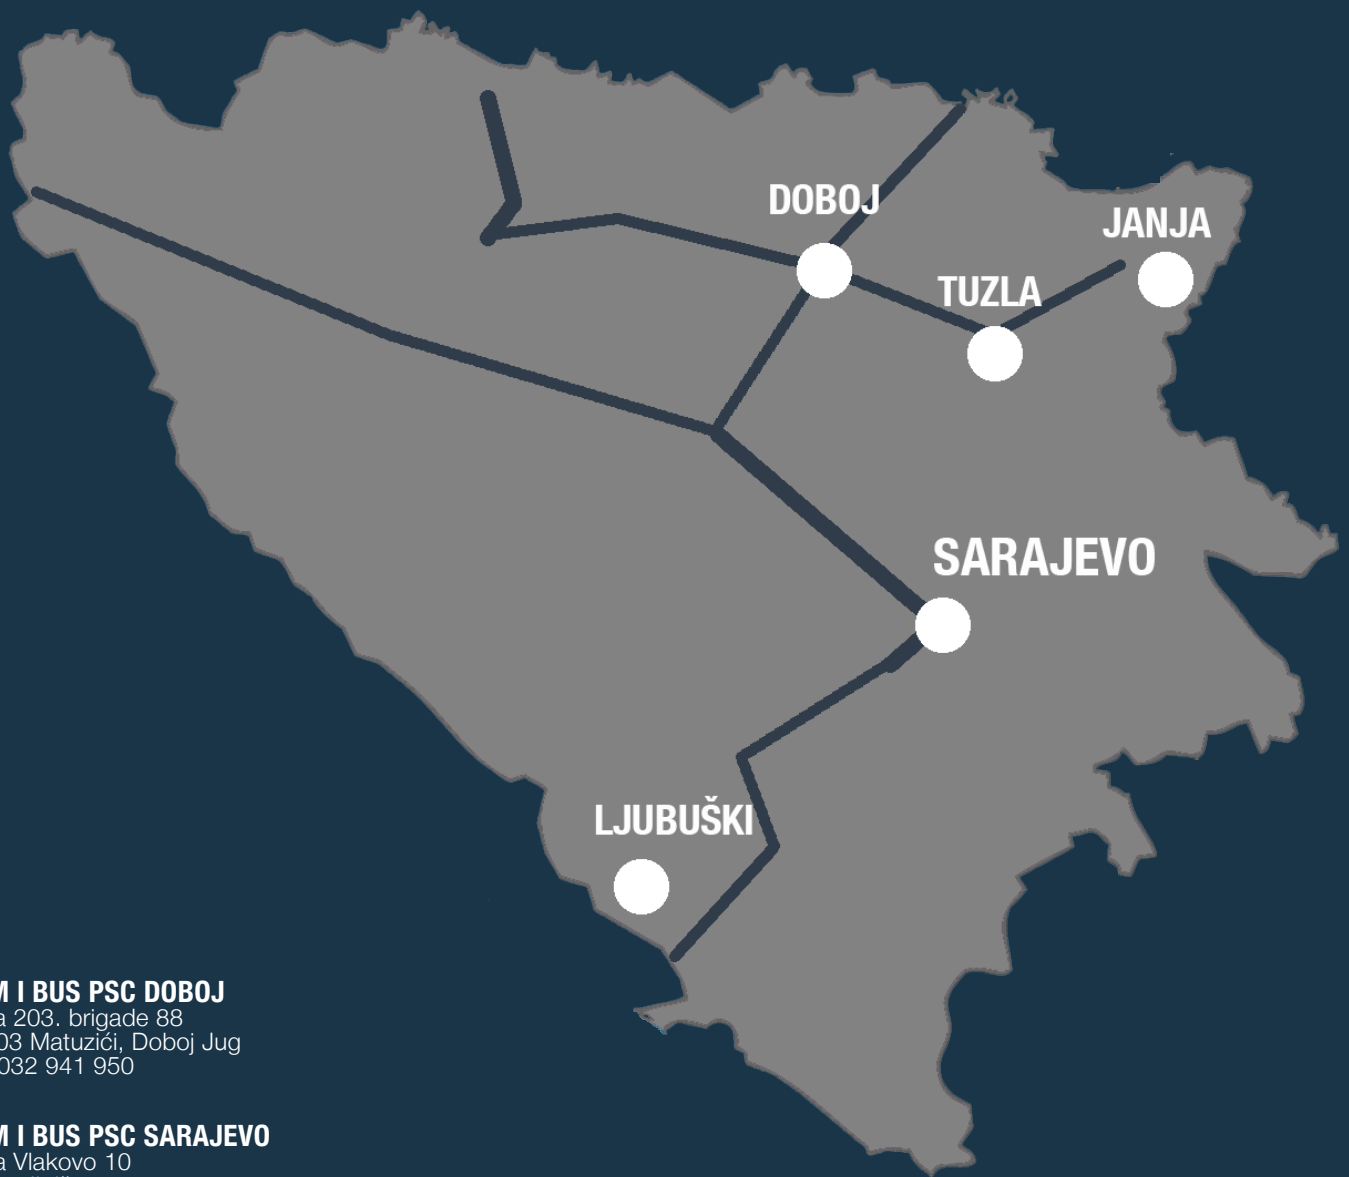 DOBOJ
JANJA
TUZLA
SARAJEVO
LJUBUŠKI
I BUS PSC DOBOJ
203. brigade 88
Matuzići, Doboj Jug
032 941 950
I BUS PSC SARAJEVO
Vlakovo 10